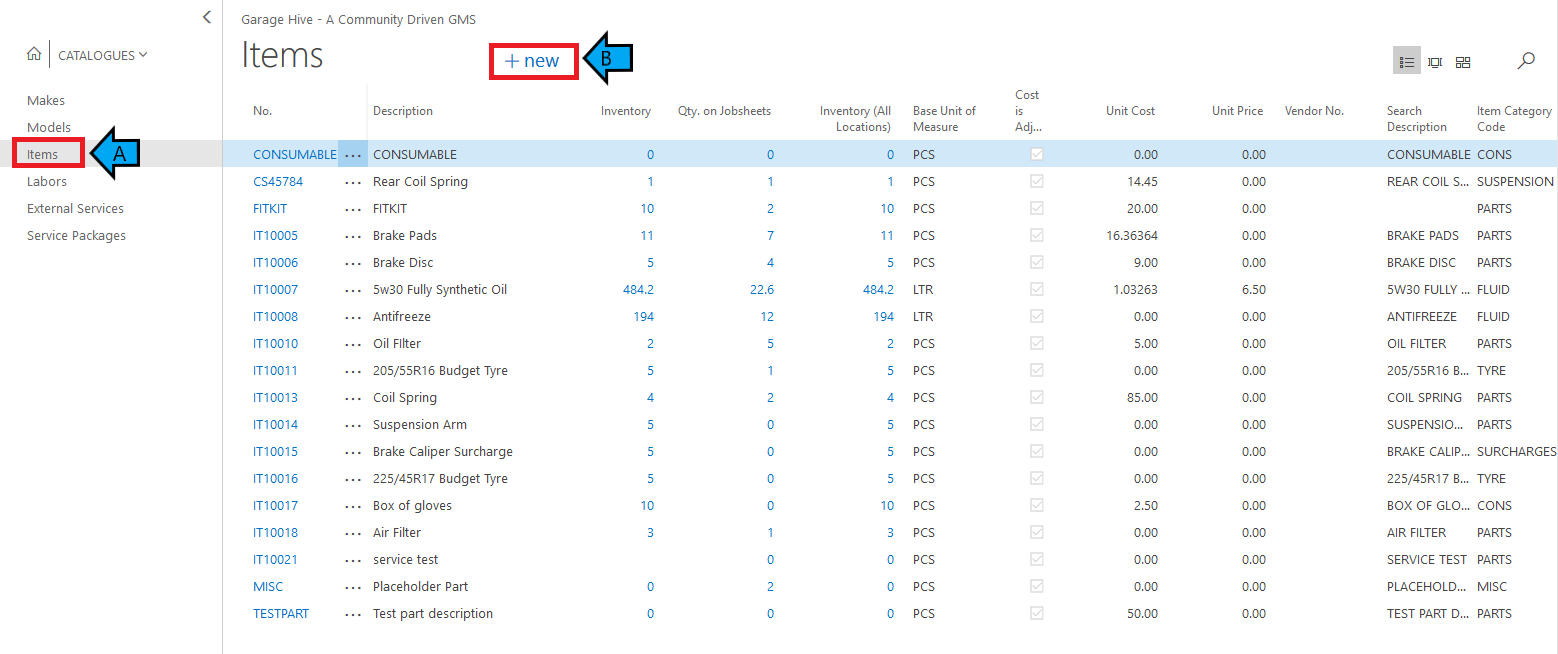 Garage Hive - A Community Driven GMS
CATALOGUES
Items
+ new
B
Makes
Models
Items
A
Labors
External Services
Service Packages
No. Description Inventory Qty. on Jobsheets Inventory (All Locations) Base Unit of Measure Cost is Adj... Unit Cost Unit Price Vendor No. Search Description Item Category Code
CONSUMABLE ... CONSUMABLE 0 0 0 PCS 0.00 0.00 CONSUMABLE CONS
CS45784 ... Rear Coil Spring 1 1 1 PCS 14.45 0.00 REAR COIL S... SUSPENSION
FITKIT ... FITKIT 10 2 10 PCS 20.00 0.00 PARTS
IT10005 ... Brake Pads 11 7 11 PCS 16.36364 0.00 BRAKE PADS PARTS
IT10006 ... Brake Disc 5 4 5 PCS 9.00 0.00 BRAKE DISC PARTS
IT10007 ... 5w30 Fully Synthetic Oil 484.2 22.6 484.2 LTR 1.03263 6.50 5W30 FULLY ... FLUID
IT10008 ... Antifreeze 194 12 194 LTR 0.00 0.00 ANTIFREEZE FLUID
IT10010 ... Oil FIlter 2 5 2 PCS 5.00 0.00 OIL FILTER PARTS
IT10011 ... 205/55R16 Budget Tyre 5 1 5 PCS 0.00 0.00 205/55R16 B... TYRE
IT10013 ... Coil Spring 4 2 4 PCS 85.00 0.00 COIL SPRING PARTS
IT10014 ... Suspension Arm 5 0 5 PCS 0.00 0.00 SUSPENSIO... PARTS
IT10015 ... Brake Caliper Surcharge 5 0 5 PCS 0.00 0.00 BRAKE CALIP... SURCHARGES
IT10016 ... 225/45R17 Budget Tyre 5 0 5 PCS 0.00 0.00 225/45R17 B... TYRE
IT10017 ... Box of gloves 10 0 10 PCS 2.50 0.00 BOX OF GLO... CONS
IT10018 ... Air Filter 3 1 3 PCS 0.00 0.00 AIR FILTER PARTS
IT10021 ... service test 0 0 PCS 0.00 0.00 SERVICE TEST PARTS
MISC ... Placeholder Part 0 2 0 PCS 0.00 0.00 PLACEHOLD... MISC
TESTPART ... Test part description 0 0 0 PCS 50.00 0.00 TEST PART D... PARTS